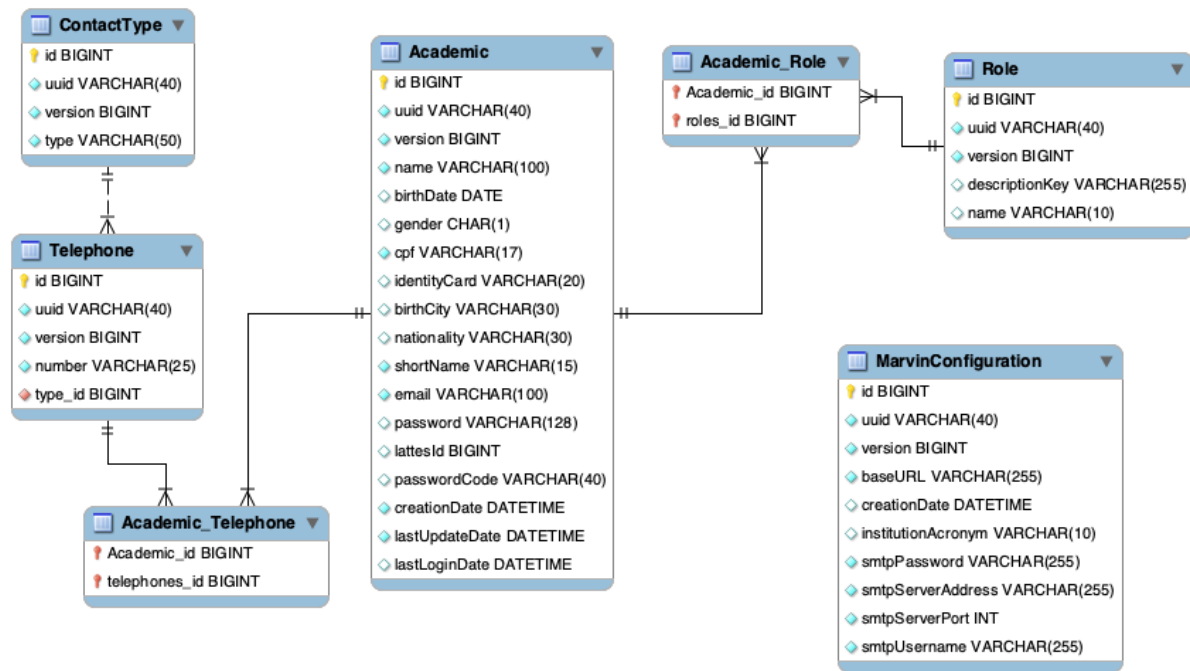 ContactType
id BIGINT
uuid VARCHAR(40)
version BIGINT
type VARCHAR(50)
Telephone
id BIGINT
uuid VARCHAR(40)
version BIGINT
number VARCHAR(25)
type_id BIGINT
Academic_Telephone
Academic_id BIGINT
telephones_id BIGINT
Academic
id BIGINT
uuid VARCHAR(40)
version BIGINT
name VARCHAR(100)
birthDate DATE
gender CHAR(1)
cpf VARCHAR(17)
identityCard VARCHAR(20)
birthCity VARCHAR(30)
nationality VARCHAR(30)
shortName VARCHAR(15)
email VARCHAR(100)
password VARCHAR(128)
lattesId BIGINT
passwordCode VARCHAR(40)
creationDate DATETIME
lastUpdateDate DATETIME
lastLoginDate DATETIME
Academic_Role
Academic_id BIGINT
roles_id BIGINT
Role
id BIGINT
uuid VARCHAR(40)
version BIGINT
descriptionKey VARCHAR(255)
name VARCHAR(10)
MarvinConfiguration
id BIGINT
uuid VARCHAR(40)
version BIGINT
baseURL VARCHAR(255)
creationDate DATETIME
institutionAcronym VARCHAR(10)
smtpPassword VARCHAR(255)
smtpServerAddress VARCHAR(255)
smtpServerPort INT
smtpUsername VARCHAR(255)